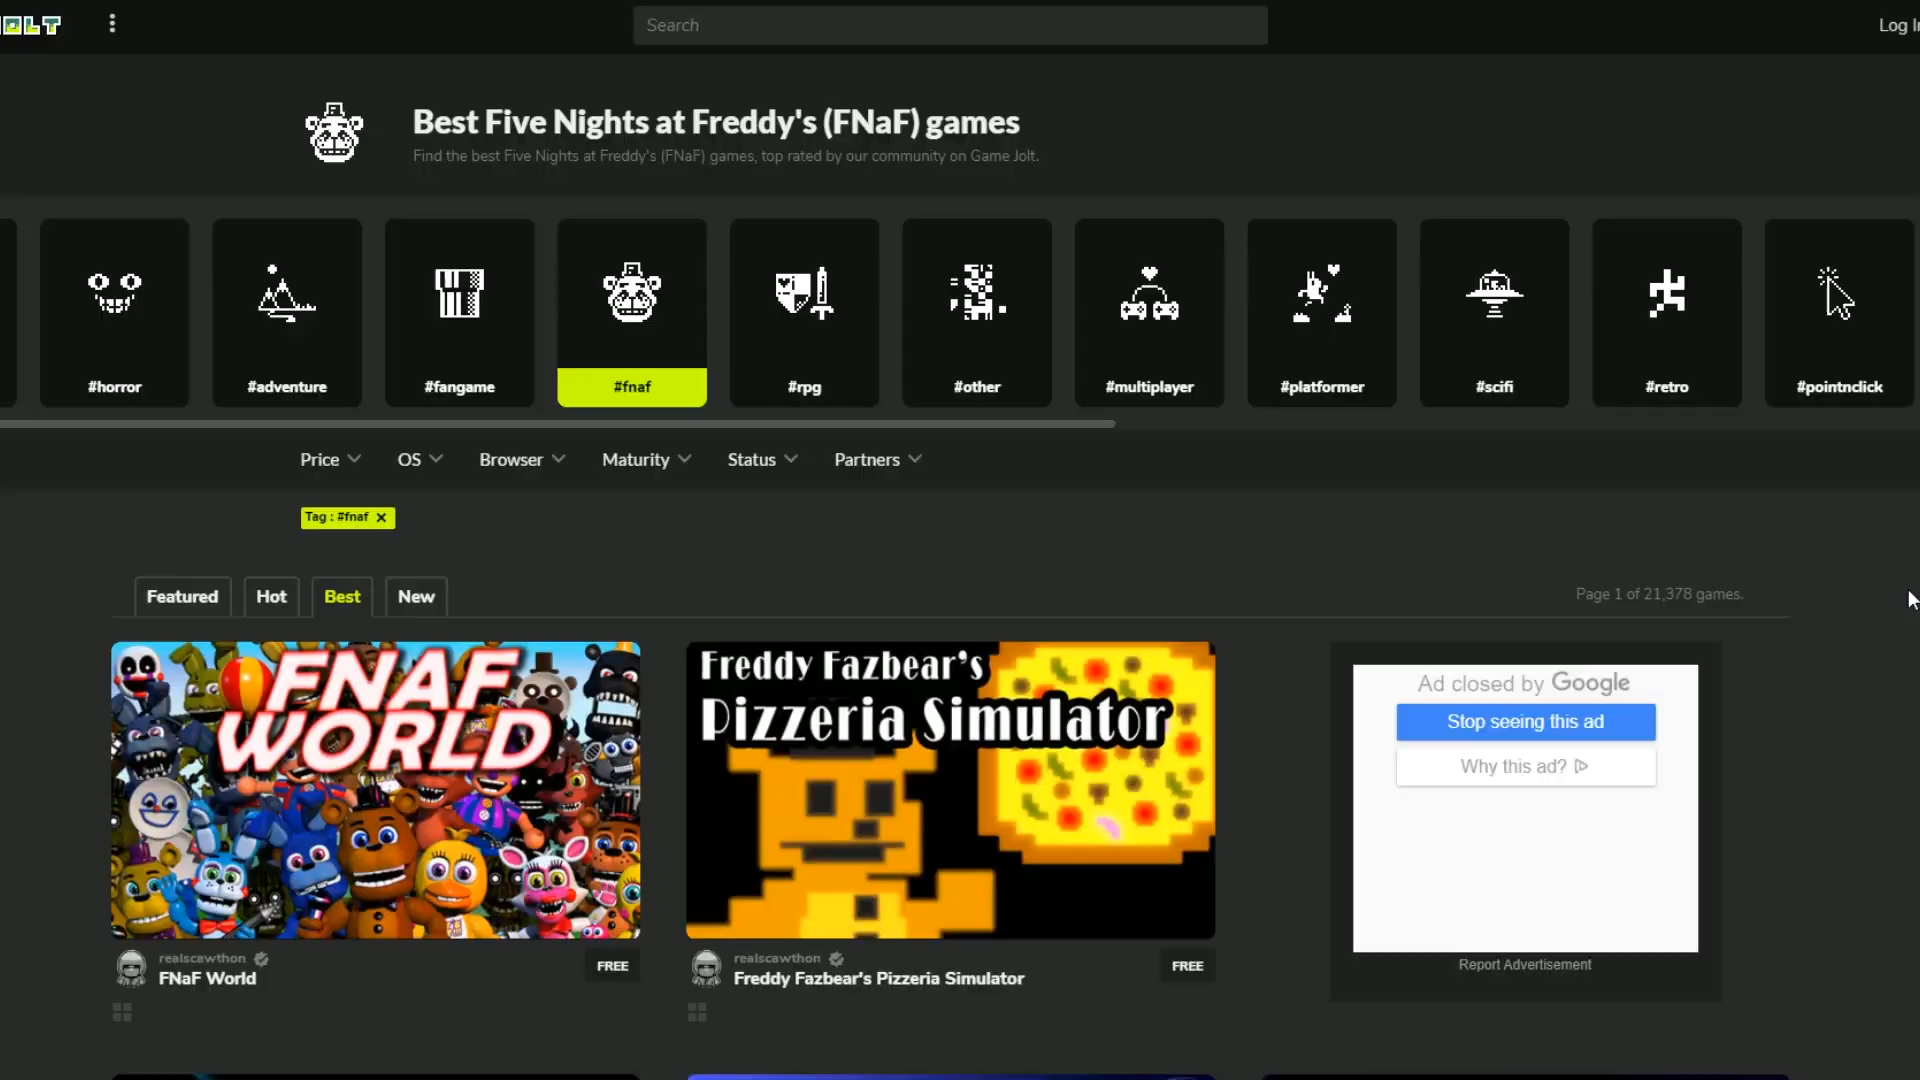 OLT
Search
Log In
Best Five Nights at Freddy's (FNaF) games
Find the best Five Nights at Freddy's (FNaF) games, top rated by our community on Game Jolt.
#horror
#adventure
#fangame
#fnaf
#rpg
#other
#multiplayer
#platformer
#scifi
#retro
#pointnclick
Price
OS
Browser
Maturity
Status
Partners
Tag : #fnaf
Featured
Hot
Best
New
Page 1 of 21,378 games.
FNAF
WORLD
Freddy Fazbear's
Pizzeria Simulator
Ad closed by Google
Stop seeing this ad
Why this ad?
Report Advertisement
realscawthon
FNaF World
FREE
realscawthon
Freddy Fazbear's Pizzeria Simulator
FREE